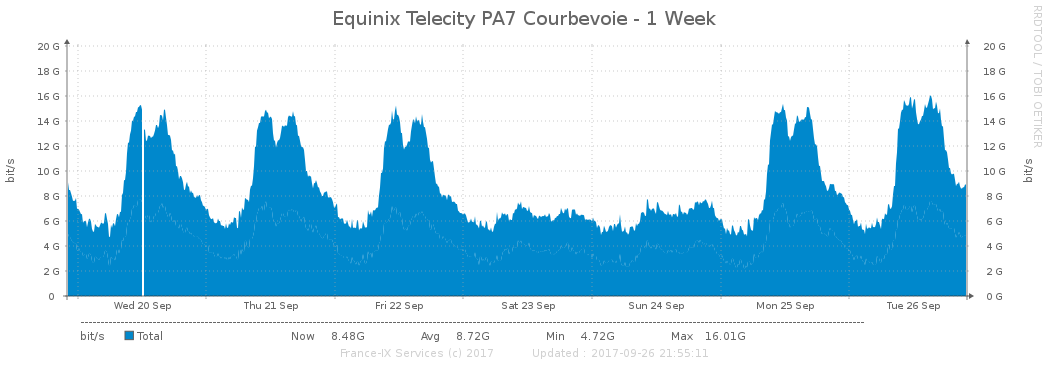 Equinix Telecity PA7 Courbevoie - 1 Week
RRDTOOL / TOBI OETIKER
bit/s
20 G 20 G
18 G 18 G
16 G 16 G
14 G 14 G
12 G 12 G
10 G 10 G
8 G 8 G
6 G 6 G
4 G 4 G
2 G 2 G
0 0 G
bit/s
Wed 20 Sep Thu 21 Sep Fri 22 Sep Sat 23 Sep Sun 24 Sep Mon 25 Sep Tue 26 Sep
bit/s Total Now 8.48G Avg 8.72G Min 4.72G Max 16.01G
France-IX Services (c) 2017 Updated : 2017-09-26 21:55:11